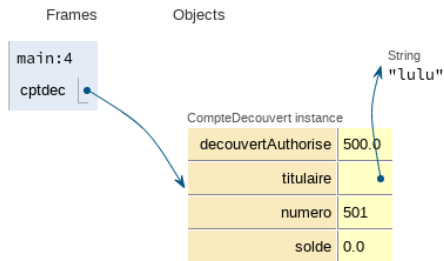 Frames Objects
main:4
cptdec
String
"lulu"
CompteDecouvert instance
decouvertAuthorise 500.0
titulaire
numero 501
solde 0.0